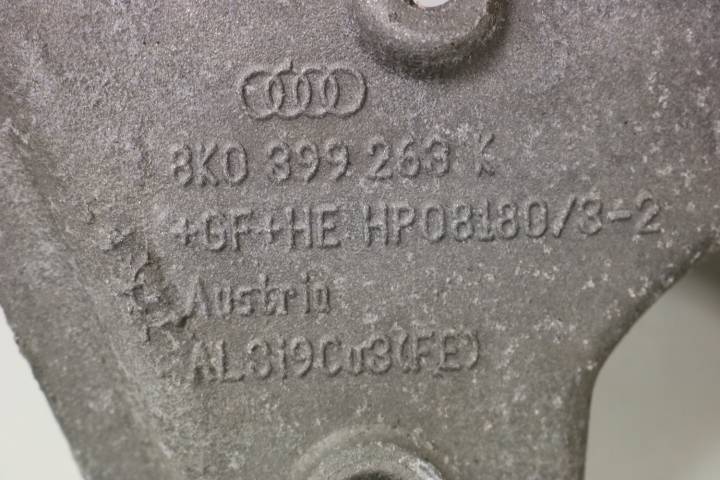 8K0 399 263 K
+GF+HE HP08180/3-2
Austria
ALSi9Cu3(FE)